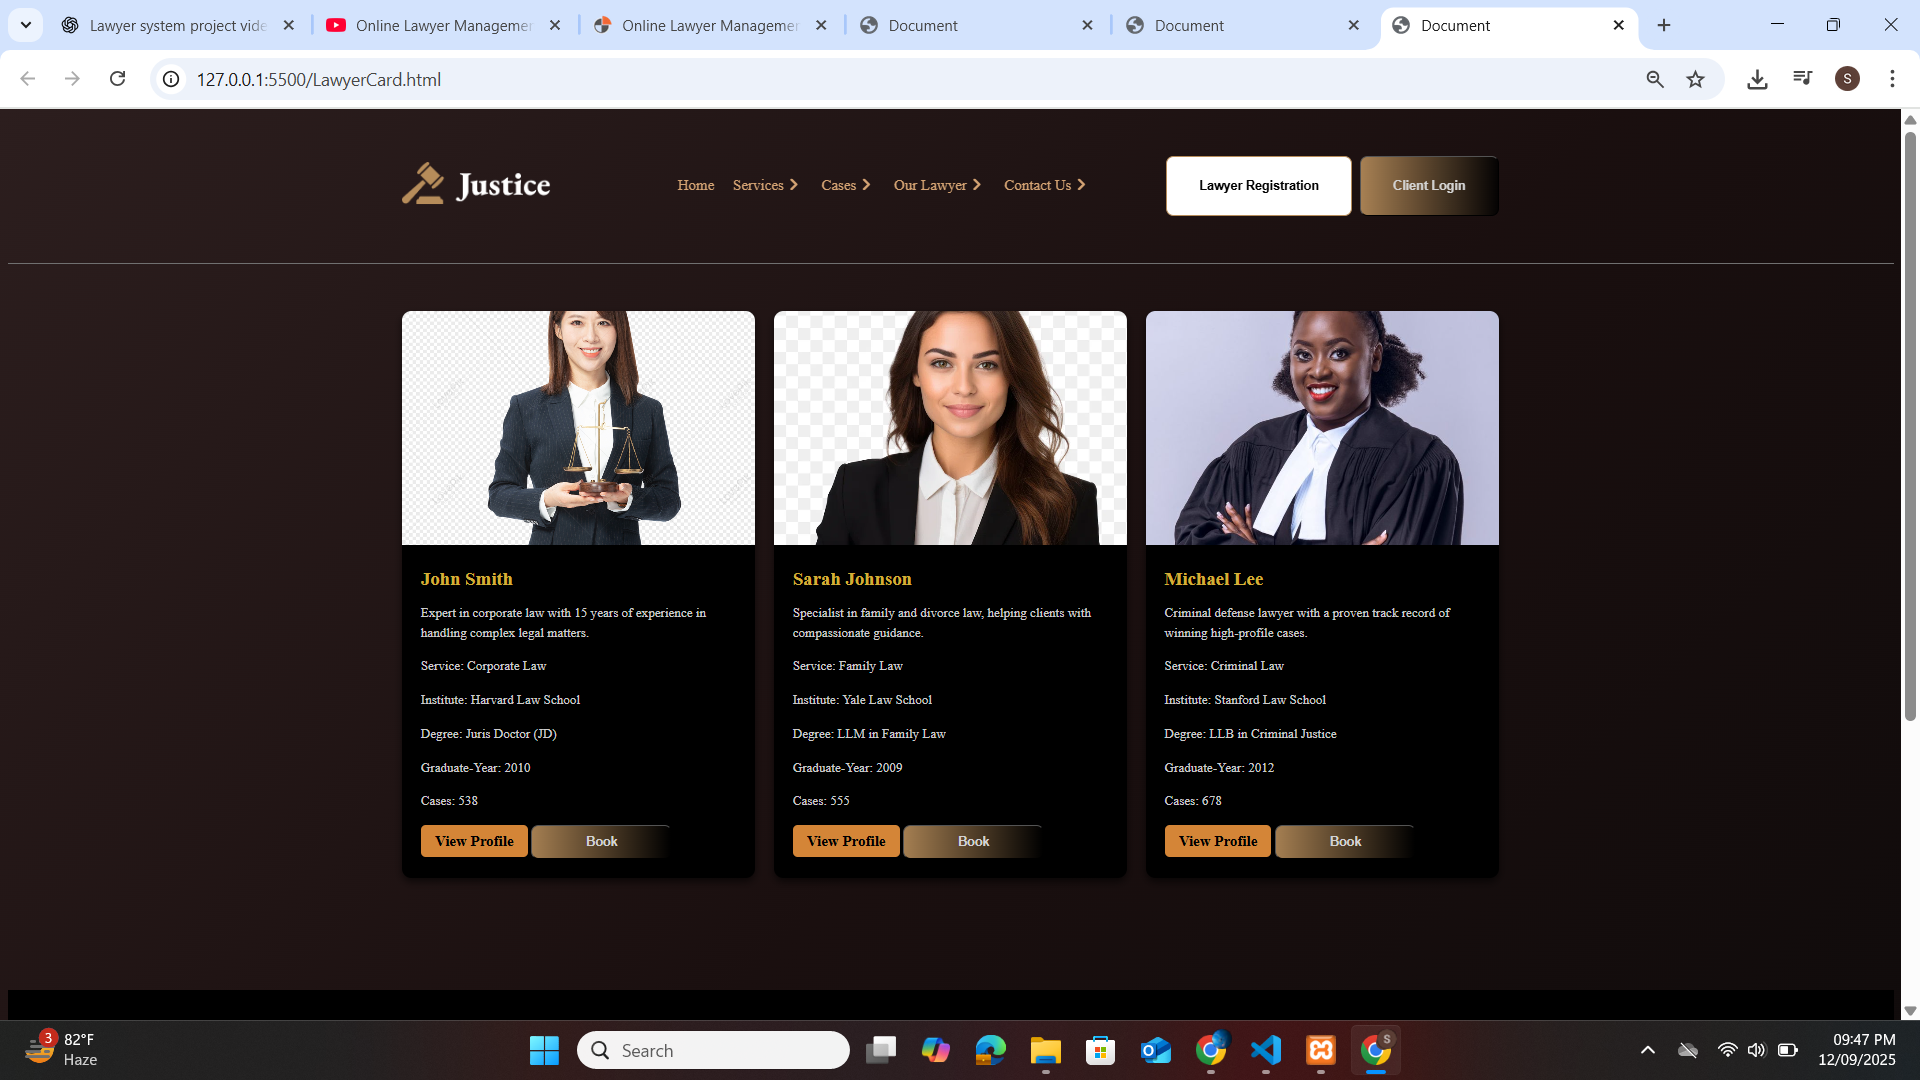 Lawyer system project vide
Online Lawyer Managemen
Online Lawyer Managemen
Document
Document
Document
127.0.0.1:5500/LawyerCard.html
S
Justice
Home
Services
Cases
Our Lawyer
Contact Us
Lawyer Registration
Client Login
John Smith
Expert in corporate law with 15 years of experience in
handling complex legal matters.
Service: Corporate Law
Institute: Harvard Law School
Degree: Juris Doctor (JD)
Graduate-Year: 2010
Cases: 538
View Profile
Book
Sarah Johnson
Specialist in family and divorce law, helping clients with
compassionate guidance.
Service: Family Law
Institute: Yale Law School
Degree: LLM in Family Law
Graduate-Year: 2009
Cases: 555
View Profile
Book
Michael Lee
Criminal defense lawyer with a proven track record of
winning high-profile cases.
Service: Criminal Law
Institute: Stanford Law School
Degree: LLB in Criminal Justice
Graduate-Year: 2012
Cases: 678
View Profile
Book
3
82°F
Haze
Search
S
09:47 PM
12/09/2025